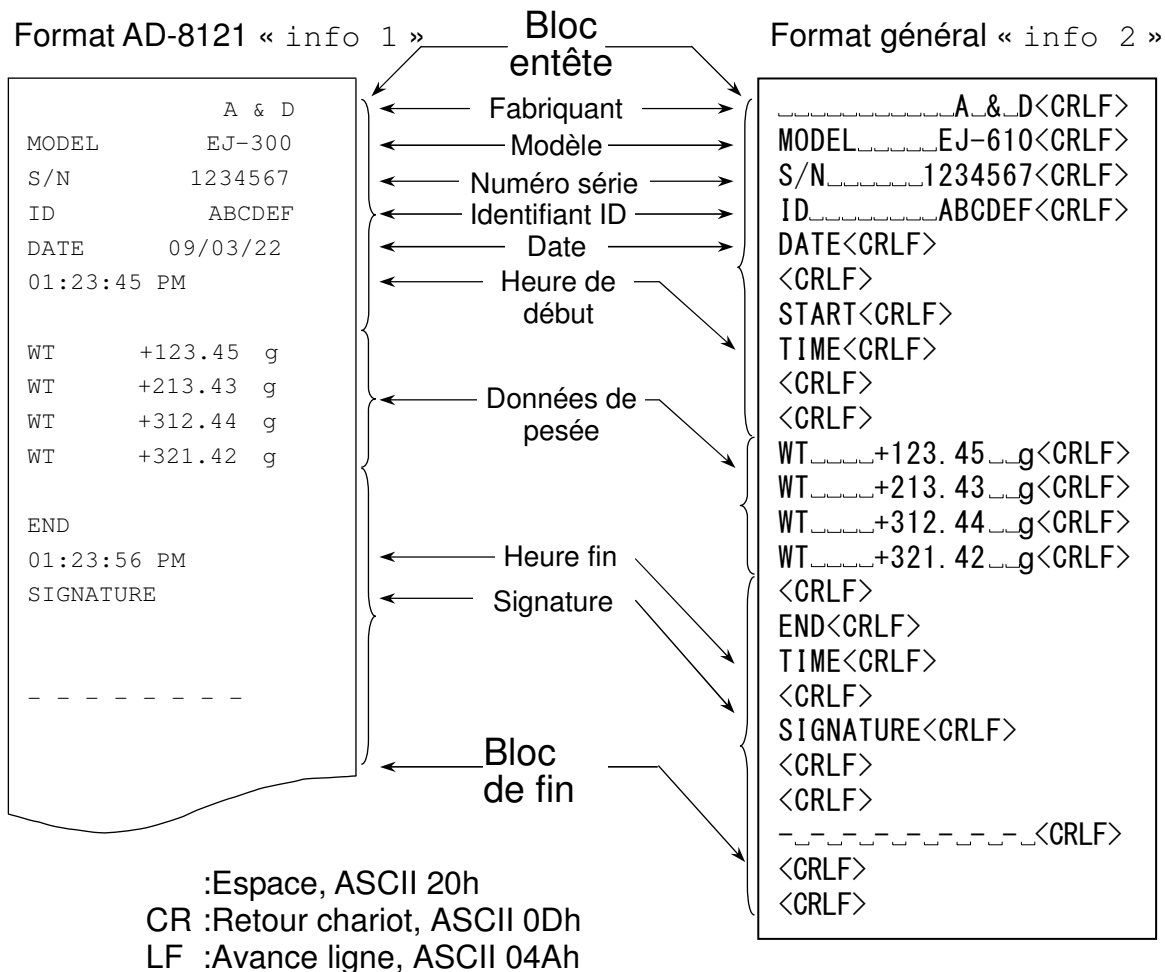 Format AD-8121 « info 1 »
A & D
MODEL EJ-300
S/N 1234567
ID ABCDEF
DATE 09/03/22
01:23:45 PM
WT +123.45 g
WT +213.43 g
WT +312.44 g
WT +321.42 g
END
01:23:56 PM
SIGNATURE
- - - - - - - -
Bloc
entête
Fabriquant
Modèle
Numéro série
Identifiant ID
Date
Heure de
début
Données de
pesée
Heure fin
Signature
Bloc
de fin
Format général « info 2 »
␣␣␣␣␣␣␣␣␣␣␣A␣&␣D<CRLF>
MODEL␣␣␣␣␣EJ-610<CRLF>
S/N␣␣␣␣␣␣1234567<CRLF>
ID␣␣␣␣␣␣␣␣ABCDEF<CRLF>
DATE<CRLF>
<CRLF>
START<CRLF>
TIME<CRLF>
<CRLF>
<CRLF>
WT␣␣␣␣+123.45␣␣g<CRLF>
WT␣␣␣␣+213.43␣␣g<CRLF>
WT␣␣␣␣+312.44␣␣g<CRLF>
WT␣␣␣␣+321.42␣␣g<CRLF>
<CRLF>
END<CRLF>
TIME<CRLF>
<CRLF>
SIGNATURE<CRLF>
<CRLF>
<CRLF>
-␣-␣-␣-␣-␣-␣-␣-␣<CRLF>
<CRLF>
<CRLF>
:Espace, ASCII 20h
CR :Retour chariot, ASCII 0Dh
LF :Avance ligne, ASCII 04Ah